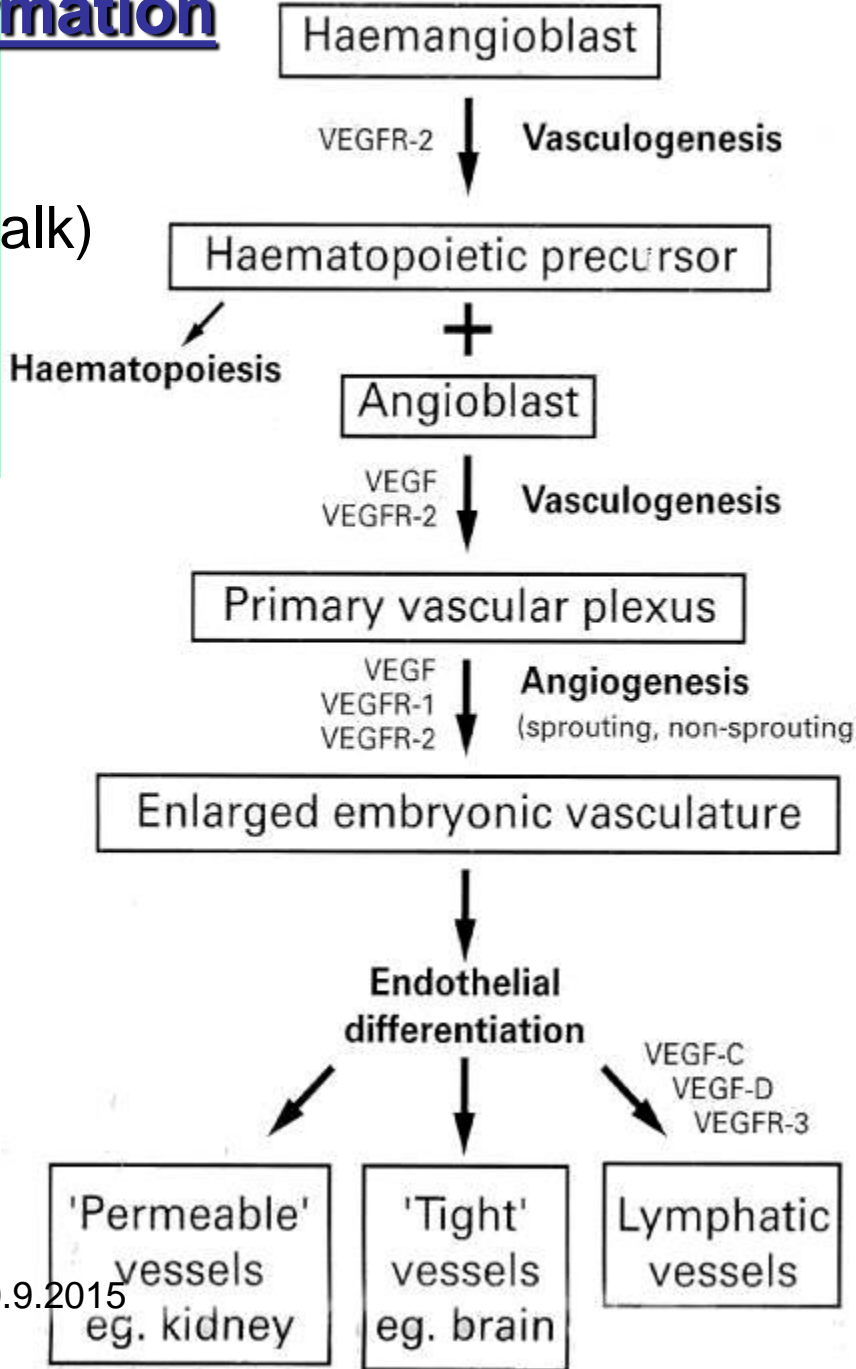 mation
Haemangioblast
VEGFR-2 Vasculogenesis
alk)
Haematopoietic precursor
+
Haematopoiesis
Angioblast
VEGF
VEGFR-2
Vasculogenesis
Primary vascular plexus
VEGF
VEGFR-1
VEGFR-2
Angiogenesis
(sprouting, non-sprouting
Enlarged embryonic vasculature
Endothelial
differentiation
VEGF-C
VEGF-D
VEGFR-3
'Permeable'
vessels
eg. kidney
'Tight'
vessels
eg. brain
Lymphatic
vessels
.9.2015